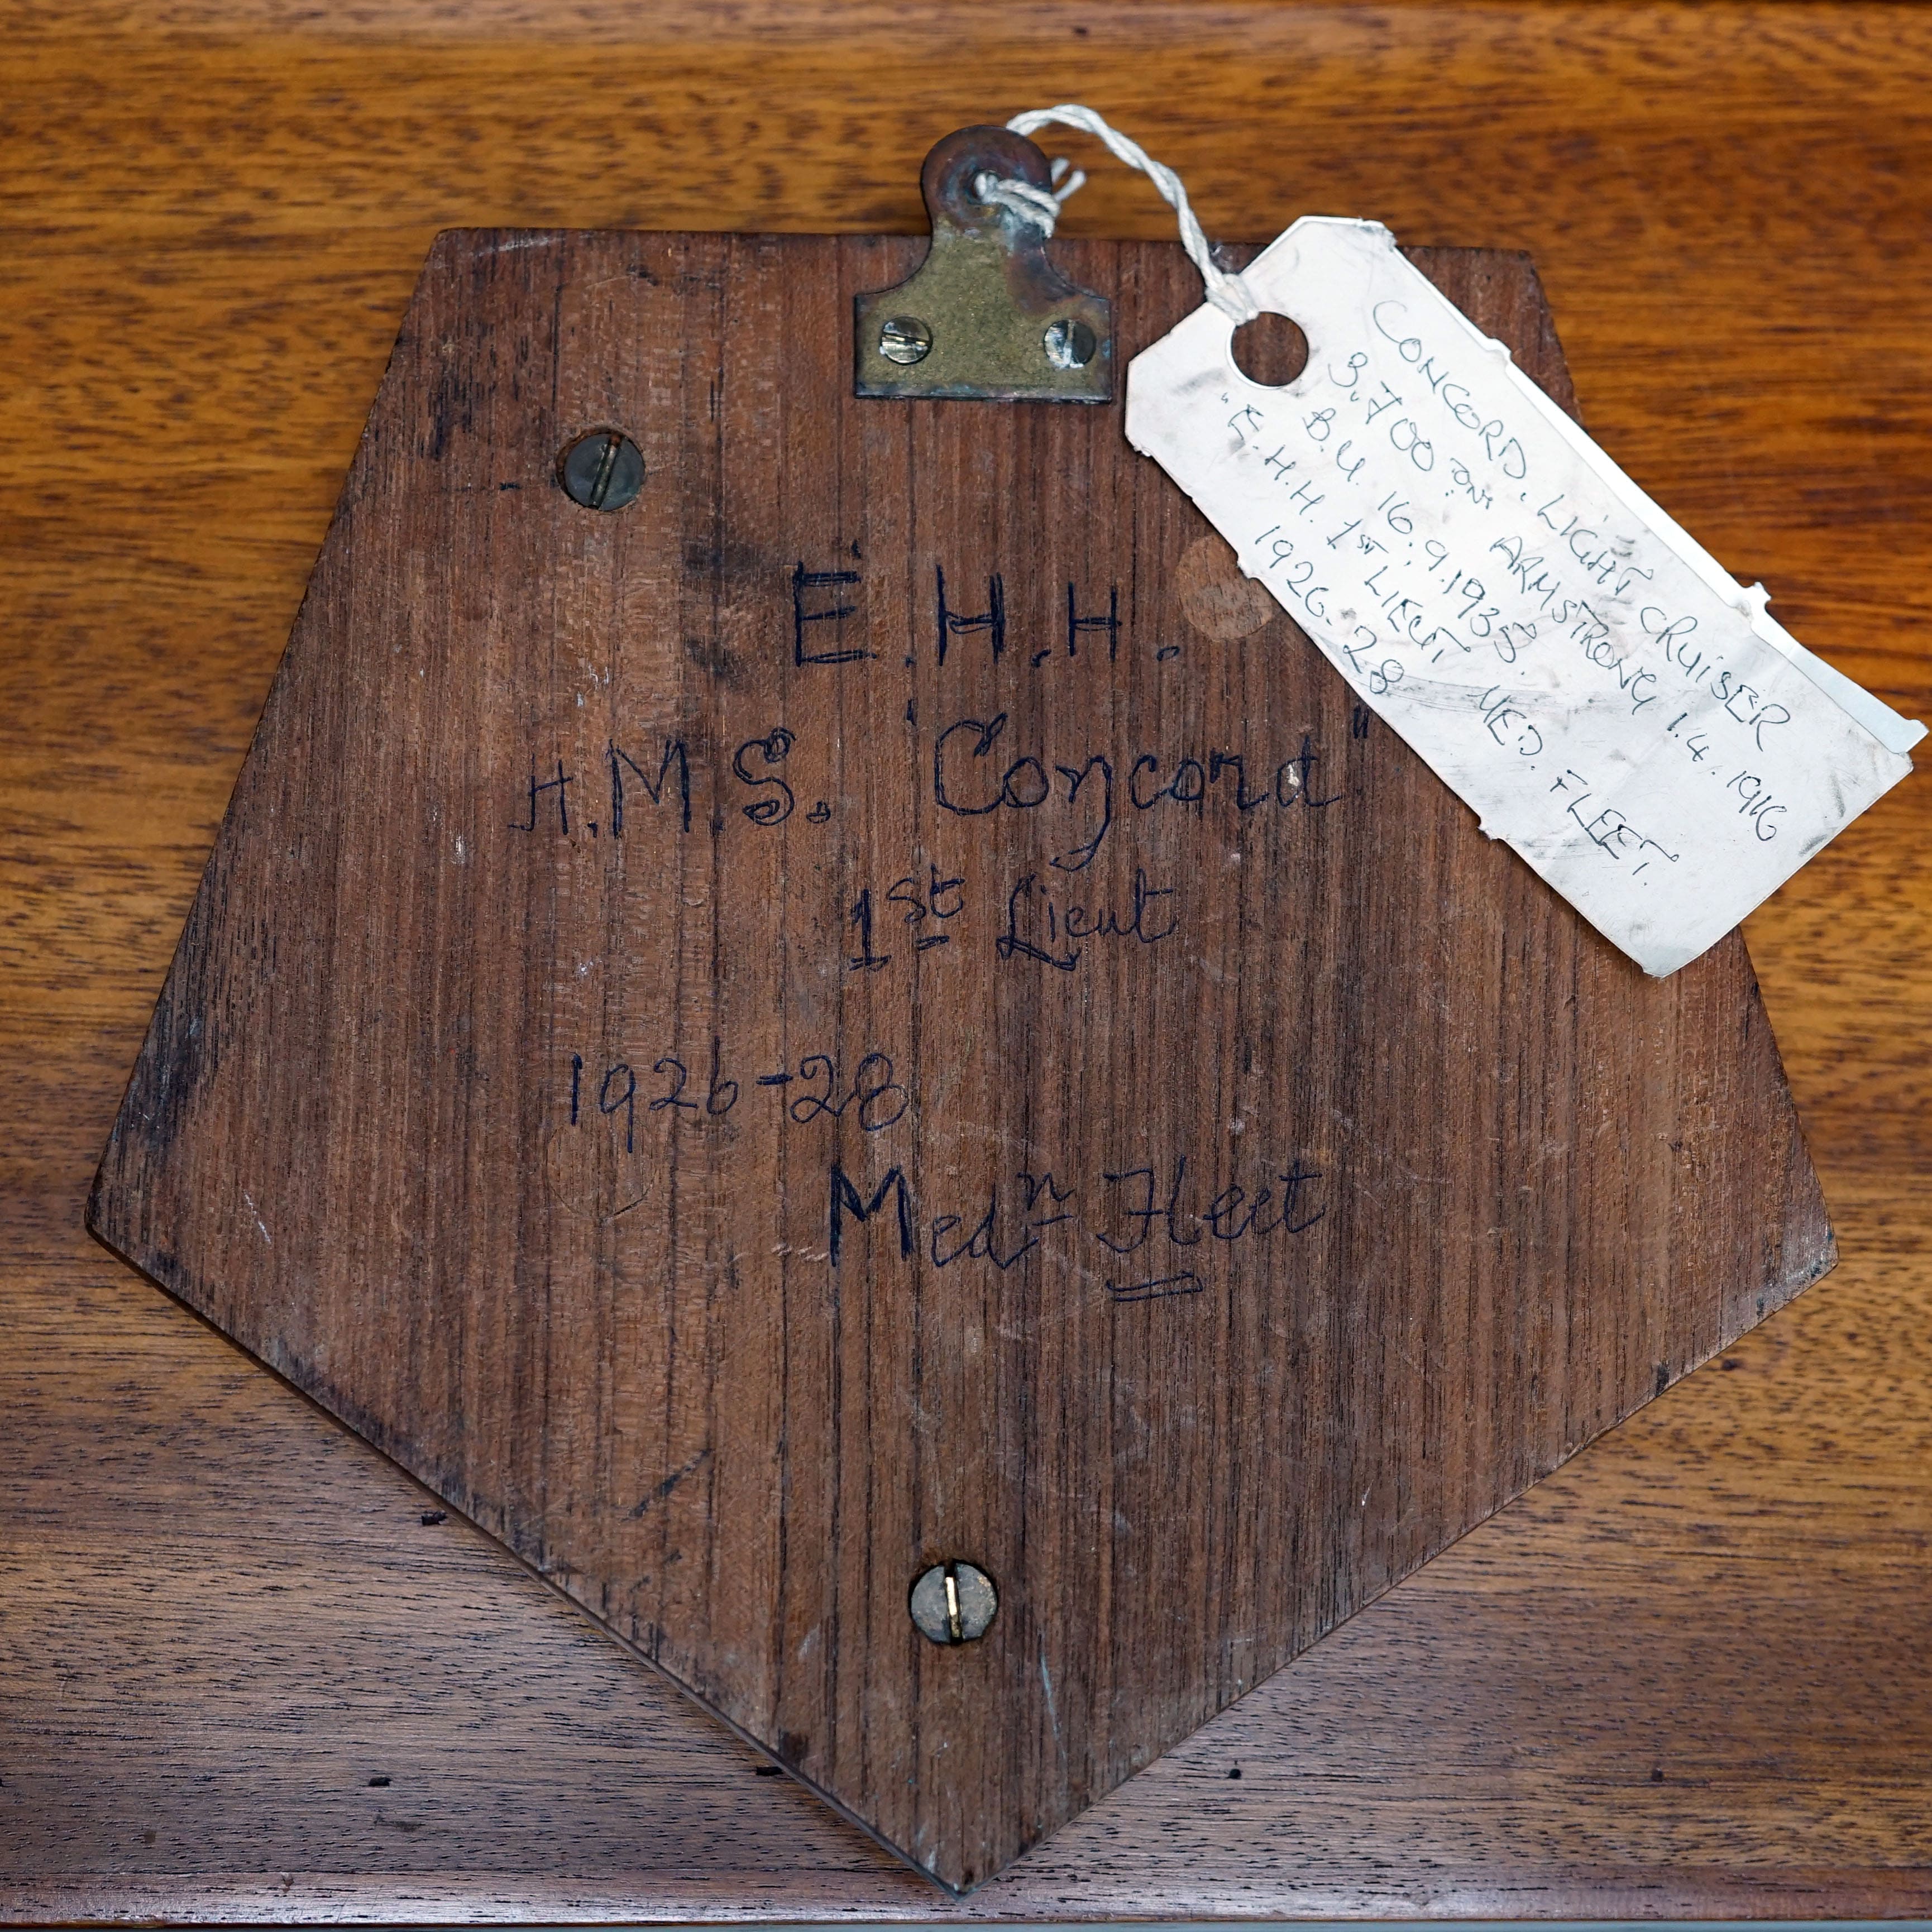 E.H.H.
H.M.S. "Concord"
1st Lieut
1926-28
Medn Fleet
CONCORD. LIGHT CRUISER
3,700 ARMSTRONG 1.4.1916
B.U. 16.9.1935.
"E.H.H. 1ST LIEUT MED. FLEET.
1926-28